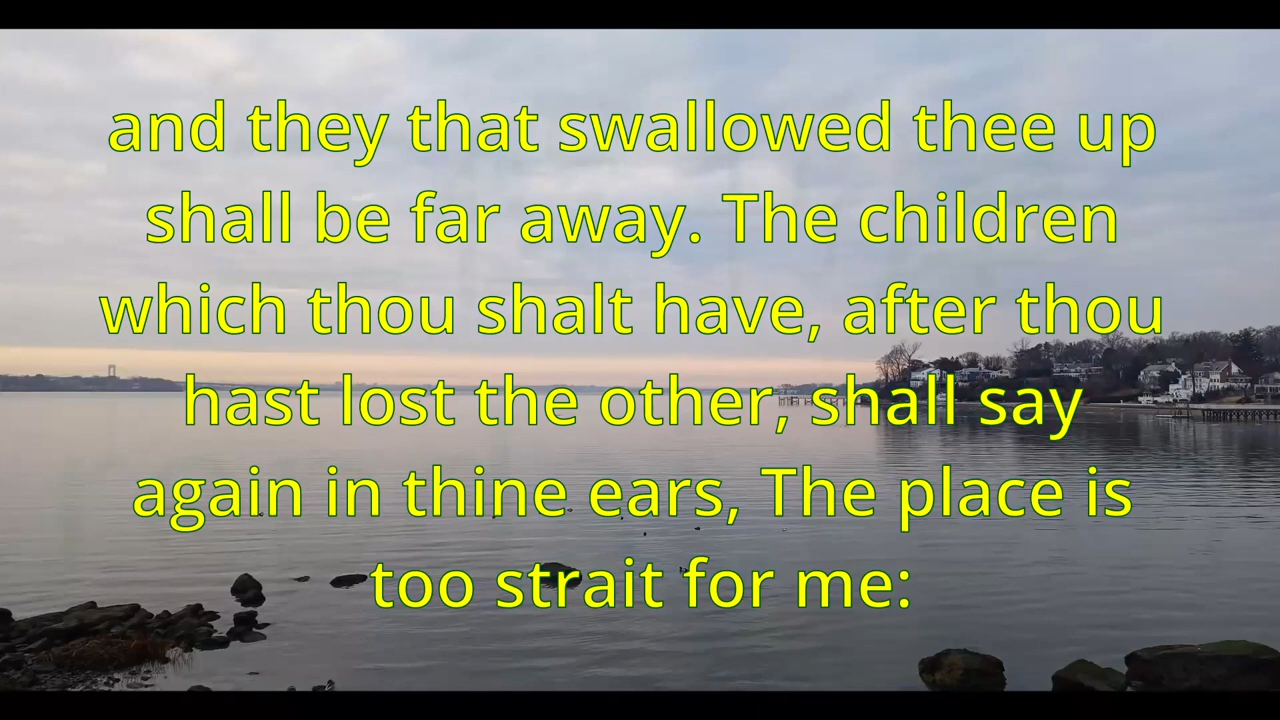 and they that swallowed thee up
shall be far away. The children
which thou shalt have, after thou
hast lost the other, shall say
again in thine ears, The place is
too strait for me: